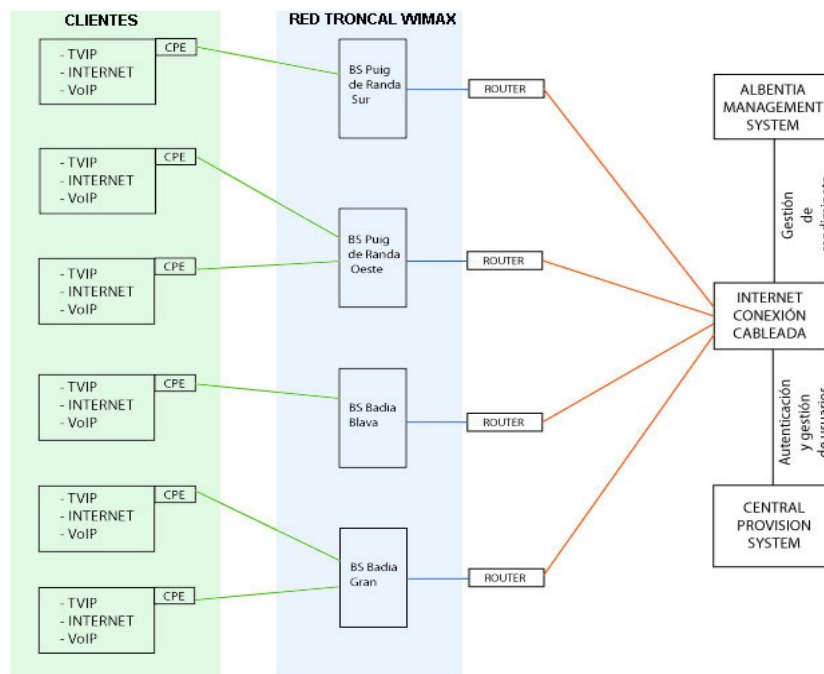 CLIENTES
RED TRONCAL WIMAX
- TVIP
- INTERNET
- VoIP
CPE
- TVIP
- INTERNET
- VoIP
CPE
- TVIP
- INTERNET
- VoIP
CPE
- TVIP
- INTERNET
- VoIP
CPE
- TVIP
- INTERNET
- VoIP
CPE
- TVIP
- INTERNET
- VoIP
CPE
BS Puig
de Randa
Sur
BS Puig
de Randa
Oeste
BS Badia
Blava
BS Badia
Gran
ROUTER
ROUTER
ROUTER
ROUTER
ALBENTIA
MANAGEMENT
SYSTEM
Gestión
de
INTERNET
CONEXIÓN
CABLEADA
Autenticación
y gestión
de usuarios
CENTRAL
PROVISION
SYSTEM